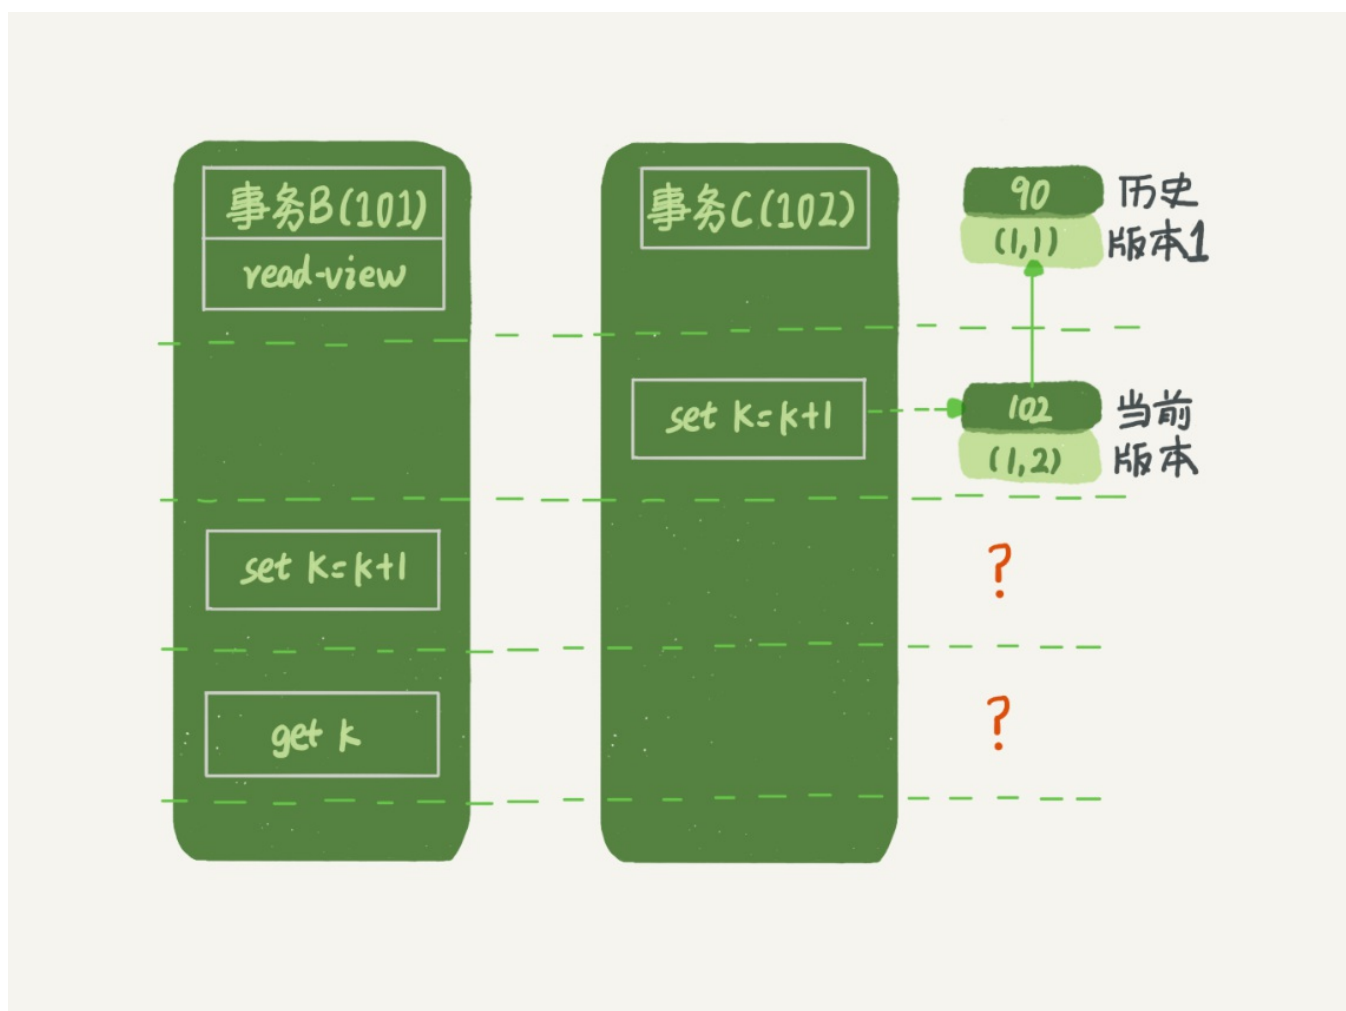 事务B(101)
read-view
事务C(102)
90
(1,1)
历史
版本1
set k=k+1
102
(1,2)
当前
版本
set k=k+1
?
get k
?